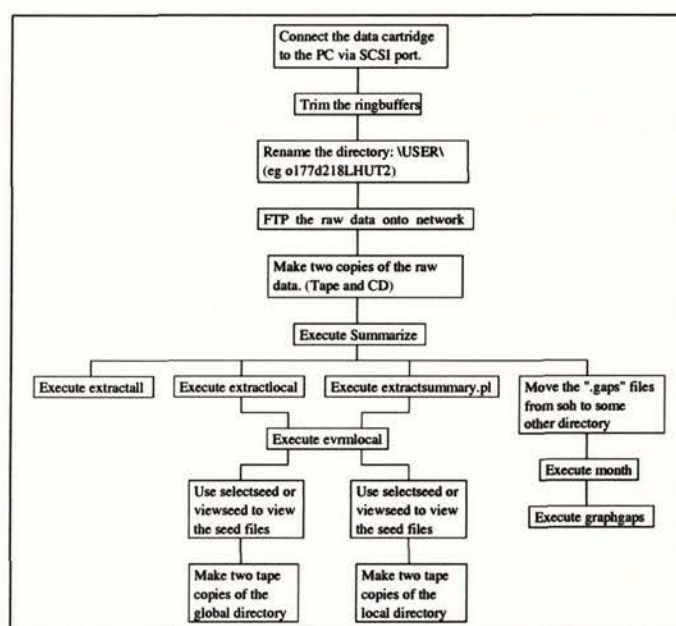 Connect the data cartridge
to the PC via SCSI port.
Trim the ringbuffers
Rename the directory: \USER\
(eg o177d218LHUT2)
FTP the raw data onto network
Make two copies of the raw
data. (Tape and CD)
Execute Summarize
Execute extractall
Execute extractlocal
Execute extractsummary.pl
Move the ".gaps" files
from soh to some
other directory
Execute evrmlocal
Execute month
Execute graphgaps
Use selectseed or
viewseed to view
the seed files
Use selectseed or
viewseed to view
the seed files
Make two tape
copies of the
global directory
Make two tape
copies of the
local directory